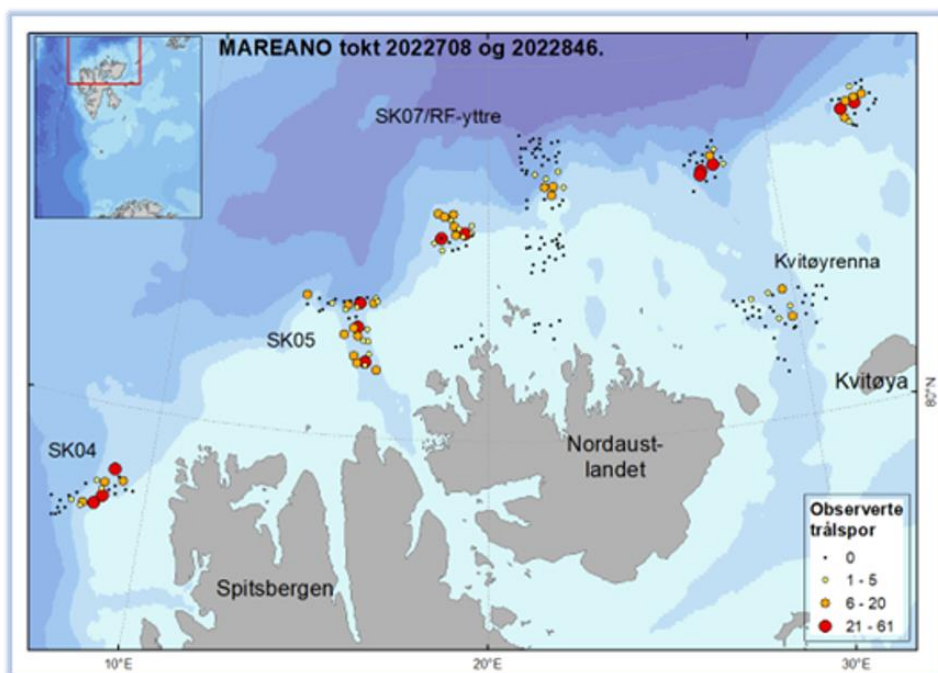 MAREANO tokt 2022708 og 2022846.
SK07/RF-yttre
Kvitøyrenna
SK05
Kvitøya
80°N
SK04
Nordaust-
landet
Spitsbergen
Observerte
trålspor
0
1 - 5
6 - 20
21 - 61
10°E
20°E
30°E